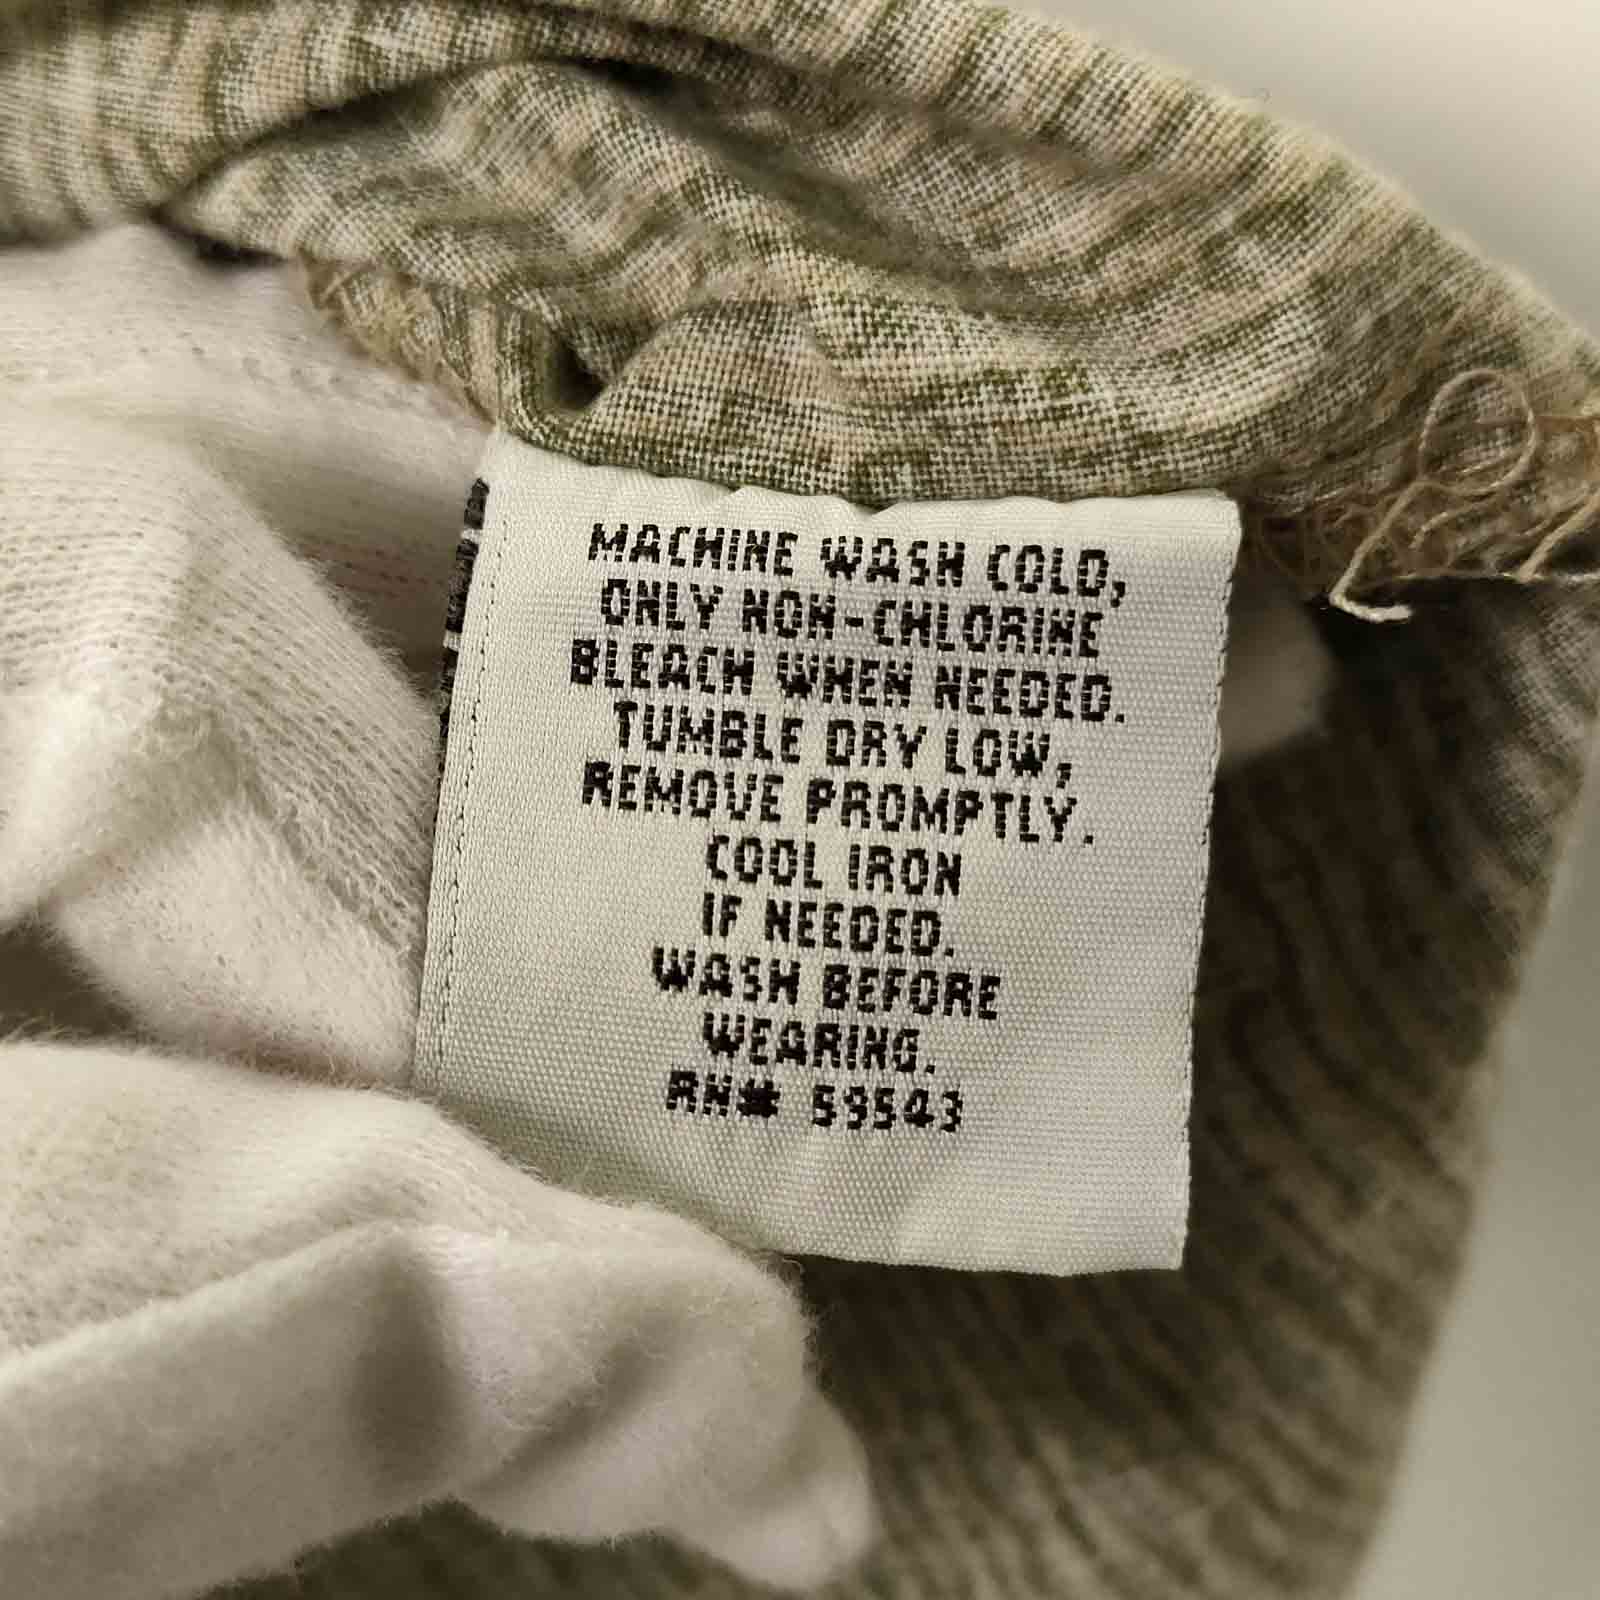 MACHINE WASH COLD,
ONLY NON-CHLORINE
BLEACH WHEN NEEDED.
TUMBLE DRY LOW,
REMOVE PROMPTLY.
COOL IRON
IF NEEDED.
WASH BEFORE
WEARING.
RN# 59543